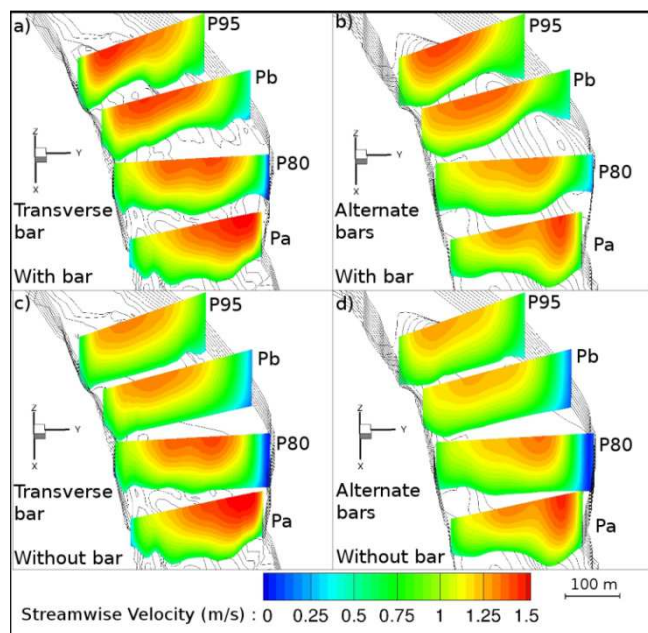 a)
P95
Pb
P80
Pa
Z
Y
X
Transverse
bar
With bar
b)
P95
Pb
P80
Pa
Z
Y
X
Alternate
bars
With bar
c)
P95
Pb
P80
Pa
Z
Y
X
Transverse
bar
Without bar
d)
P95
Pb
P80
Pa
Z
Y
X
Alternate
bars
Without bar
Streamwise Velocity (m/s) : 0 0.25 0.5 0.75 1 1.25 1.5
100 m